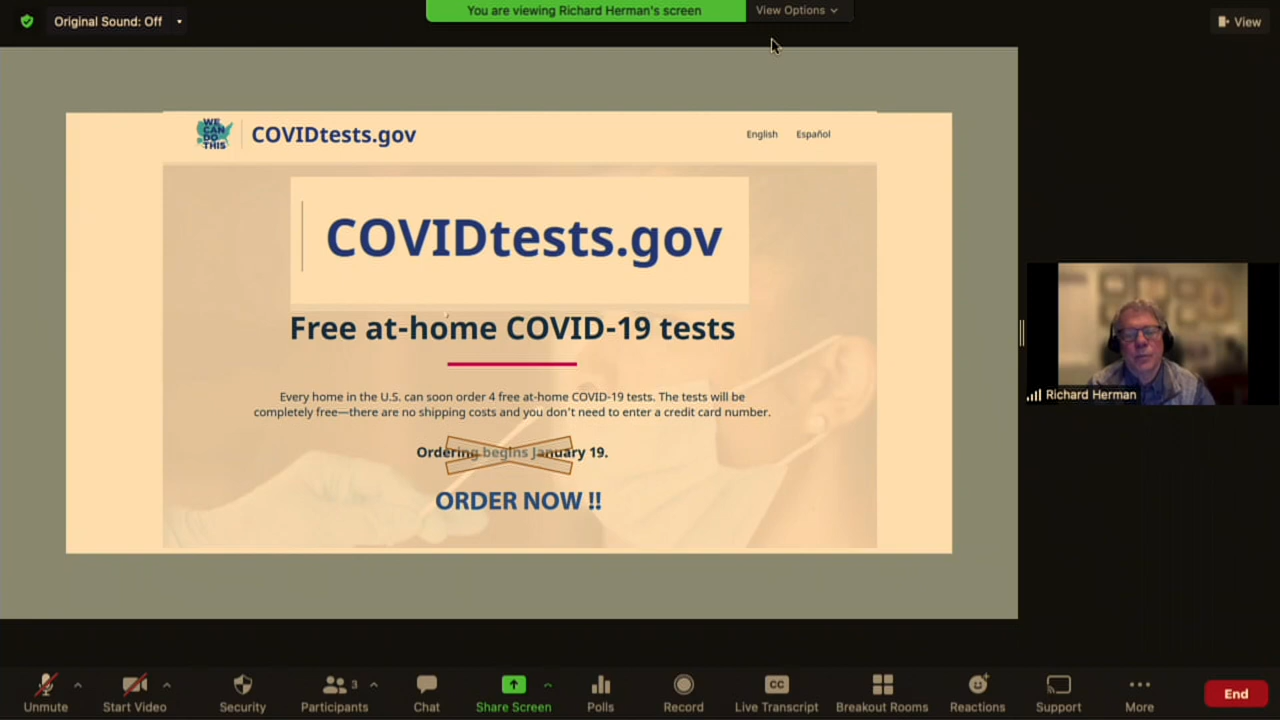 Original Sound: Off
You are viewing Richard Herman's screen
View Options
View
WE
CAN
DO
THIS
COVIDtests.gov
English
Español
COVIDtests.gov
Free at-home COVID-19 tests
Every home in the U.S. can soon order 4 free at-home COVID-19 tests. The tests will be
completely free—there are no shipping costs and you don't need to enter a credit card number.
Ordering begins January 19.
ORDER NOW !!
Richard Herman
Unmute
Start Video
Security
3
Participants
Chat
Share Screen
Polls
Record
CC
Live Transcript
Breakout Rooms
Reactions
Support
More
End